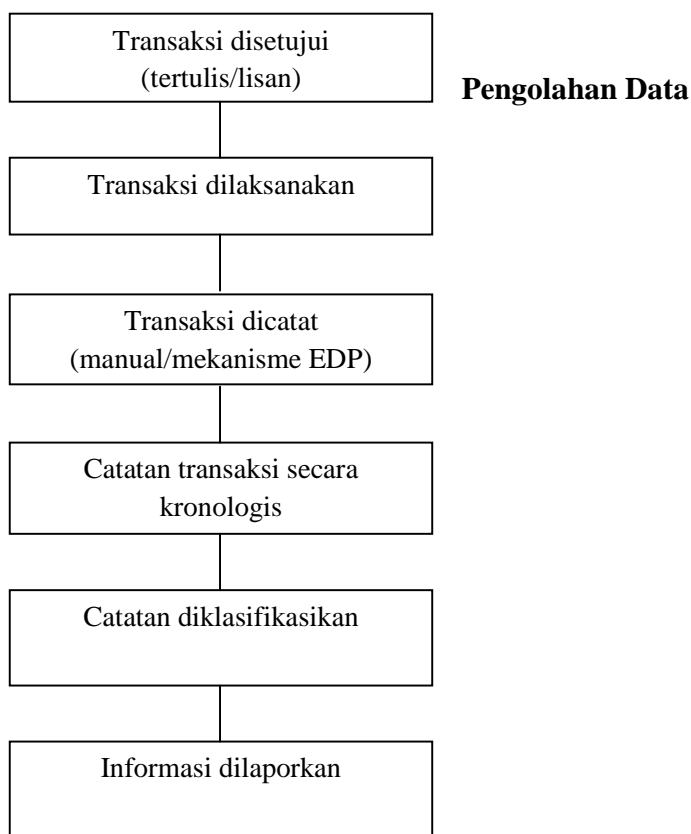 Transaksi disetujui
(tertulis/lisan)
Pengolahan Data
Transaksi dilaksanakan
Transaksi dicatat
(manual/mekanisme EDP)
Catatan transaksi secara
kronologis
Catatan diklasifikasikan
Informasi dilaporkan